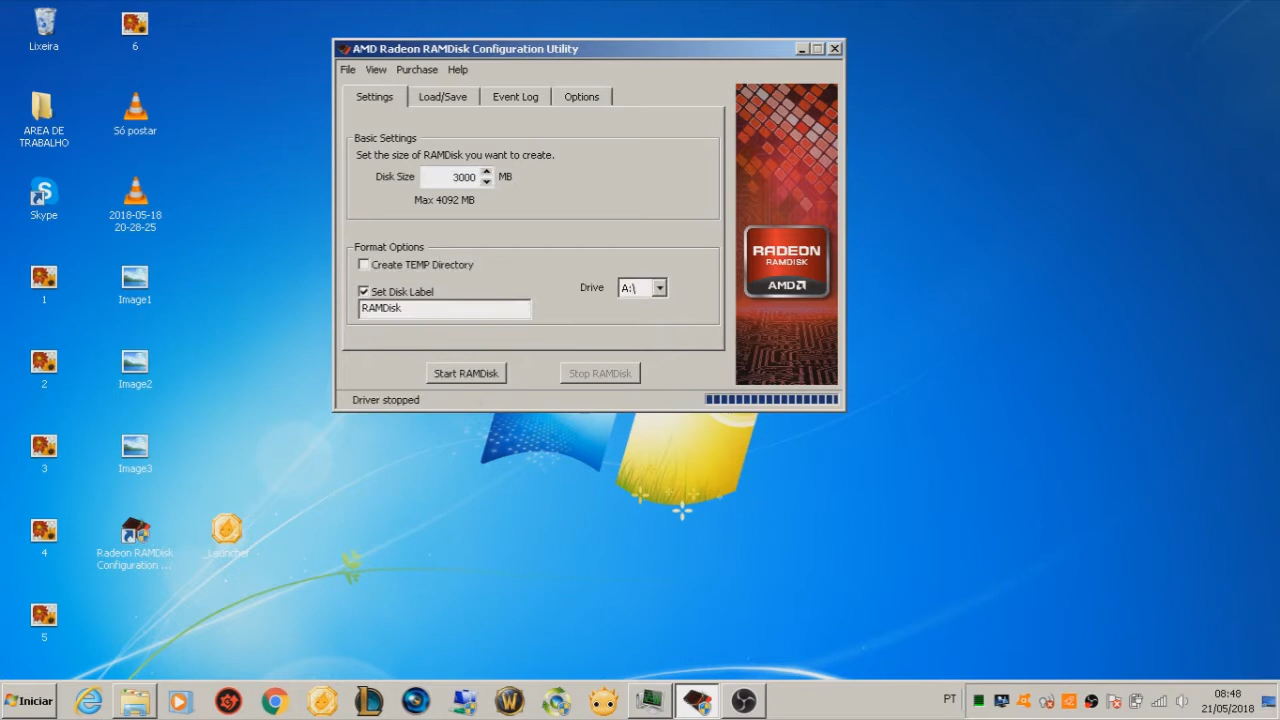 Lixeira
6
AREA DE
TRABALHO
Só postar
Skype
2018-05-18
20-28-25
1
Image1
2
Image2
3
Image3
4
Radeon RAMDisk
Configuration ...
_Launcher
5
AMD Radeon RAMDisk Configuration Utility
File View Purchase Help
Settings Load/Save Event Log Options
Basic Settings
Set the size of RAMDisk you want to create.
Disk Size 3000 MB
Max 4092 MB
Format Options
Create TEMP Directory
Set Disk Label
Drive A:\
RAMDisk
Start RAMDisk Stop RAMDisk
Driver stopped
RADEON
RAMDISK
AMD
Iniciar
PT
08:48
21/05/2018